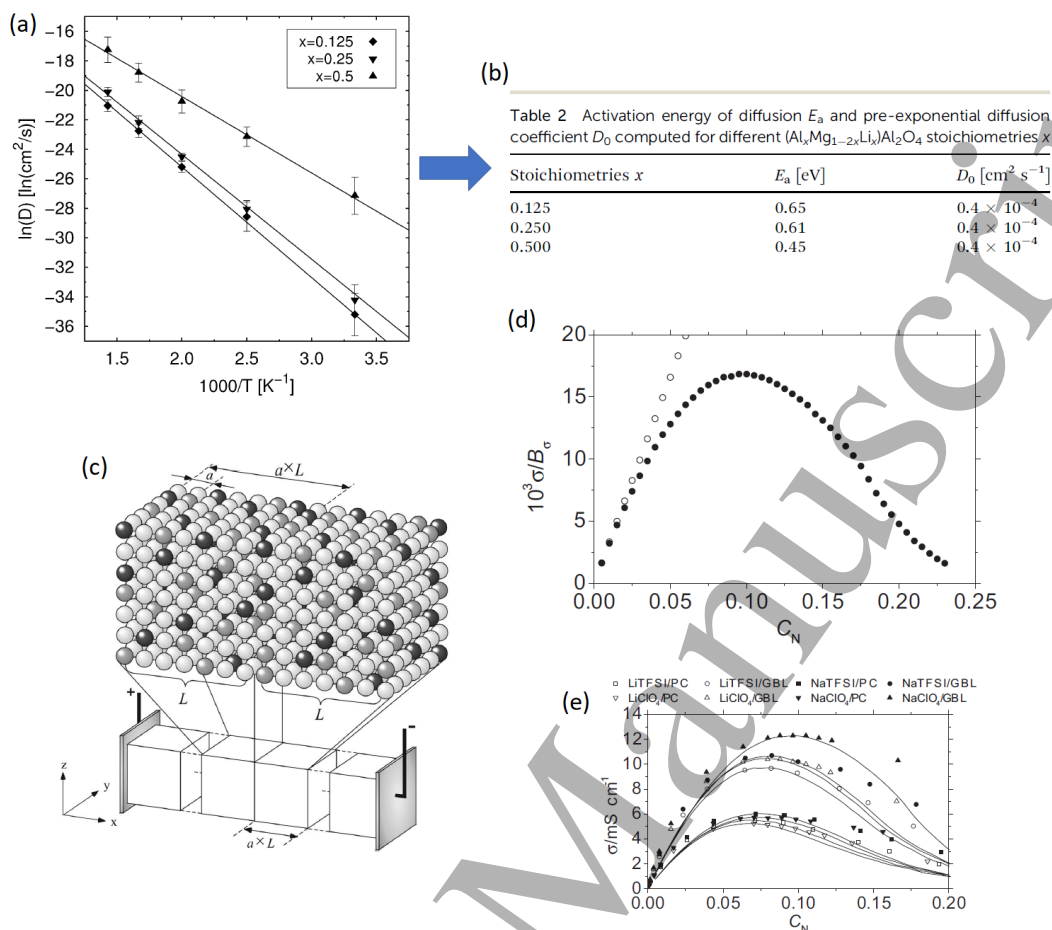 (a)
x=0.125
x=0.25
x=0.5
ln(D) [ln(cm²/s)]
-16
-18
-20
-22
-24
-26
-28
-30
-32
-34
-36
1.5
2.0
2.5
3.0
3.5
1000/T [K⁻¹]
(b)
Table 2 Activation energy of diffusion Eₐ and pre-exponential diffusion
coefficient D₀ computed for different (AlₓMg₁₋₂ₓLiₓ)Al₂O₄ stoichiometries x
Stoichiometries x Eₐ [eV] D₀ [cm² s⁻¹]
0.125 0.65 0.4 × 10⁻⁴
0.250 0.61 0.4 × 10⁻⁴
0.500 0.45 0.4 × 10⁻⁴
(c)
a×L
a
L
L
+
-
z
y
x
a×L
(d)
10³σ/Bσ
20
15
10
5
0
0.00
0.05
0.10
0.15
0.20
0.25
C_N
LiTFSI/PC LiTFSI/GBL NaTFSI/PC NaTFSI/GBL
LiClO₄/PC LiClO₄/GBL NaClO₄/PC NaClO₄/GBL
(e)
σ/mS cm¹
14
12
10
8
6
4
2
0
0.00
0.05
0.10
0.15
0.20
C_N
Manuscri